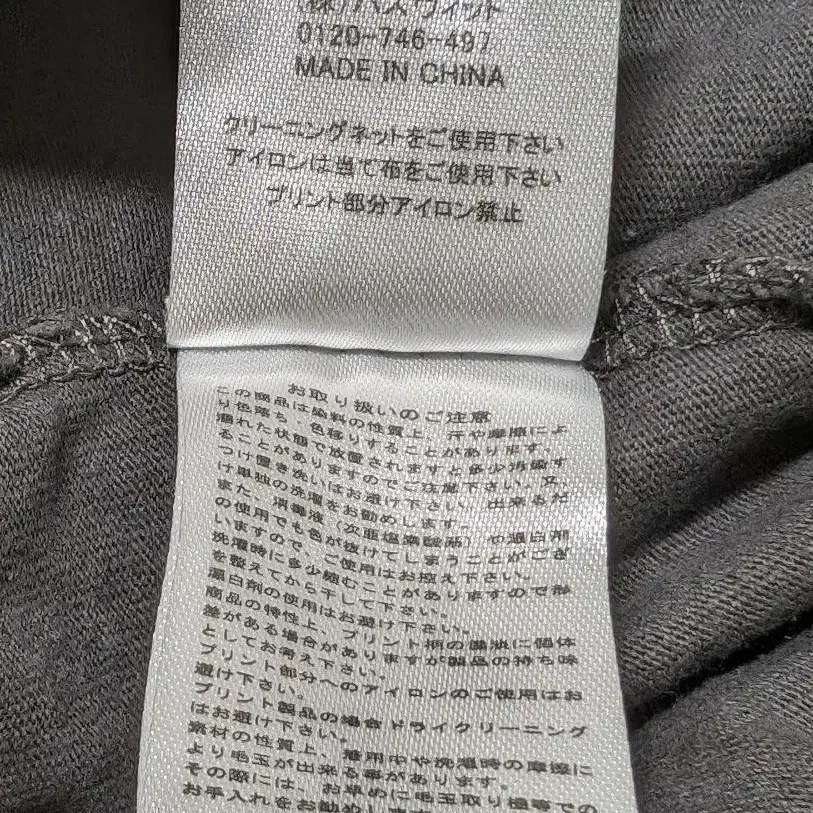 (株)バズヴィット
0120-746-497
MADE IN CHINA
クリーニングネットをご使用下さい
アイロンは当て布をご使用下さい
プリント部分アイロン禁止
お取り扱いのご注意
この商品は染料の性質上、汗や摩擦によ
り色落ち、色移りすることがあります。
濡れた状態で放置されますと多少汚染す
ることがありますのでご注意下さい。又、
つけ置き洗いはお避け下さい。出来るだ
け単独の洗濯をお勧めします。
また、消毒液(次亜塩素酸部)や漂白剤
の使用でも色が抜けてしまうことがござ
いますので、ご使用はお控え下さい。
洗濯時に多少縮むことがありますので形
を整えてから干して下さい。
漂白剤の使用はお避け下さい。
商品の特性上、プリント柄の濃淡に個体
差がある場合がありますが製品の持ち味
としてお考え下さい。
プリント部分へのアイロンのご使用はお
避け下さい。
プリント製品の場合ドライクリーニング
はお避け下さい。
素材の性質上、着用中や洗濯時の摩擦に
より毛玉が出来る事があります。
その際には、お早めに毛玉取り機等での
お手入れをお勧めします。